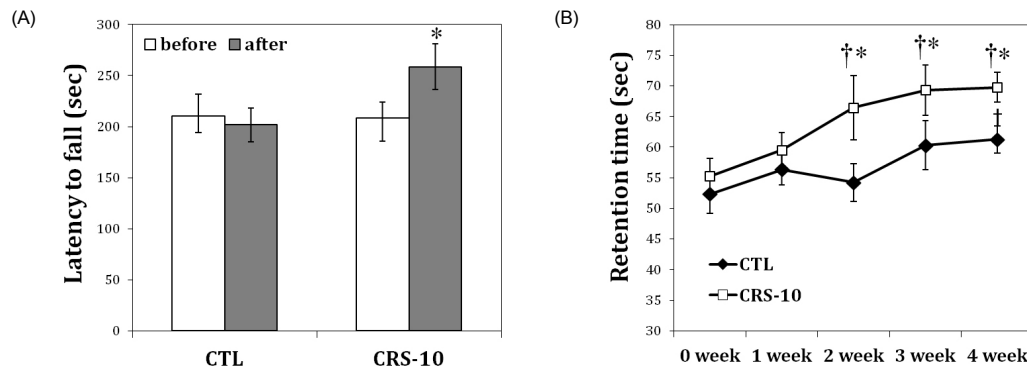 (A)
Latency to fall (sec)
300
250
200
150
100
50
0
before after
*
CTL CRS-10
(B)
Retention time (sec)
80
75
70
65
60
55
50
45
40
35
30
†* †* †*
†
CTL
CRS-10
0 week 1 week 2 week 3 week 4 week